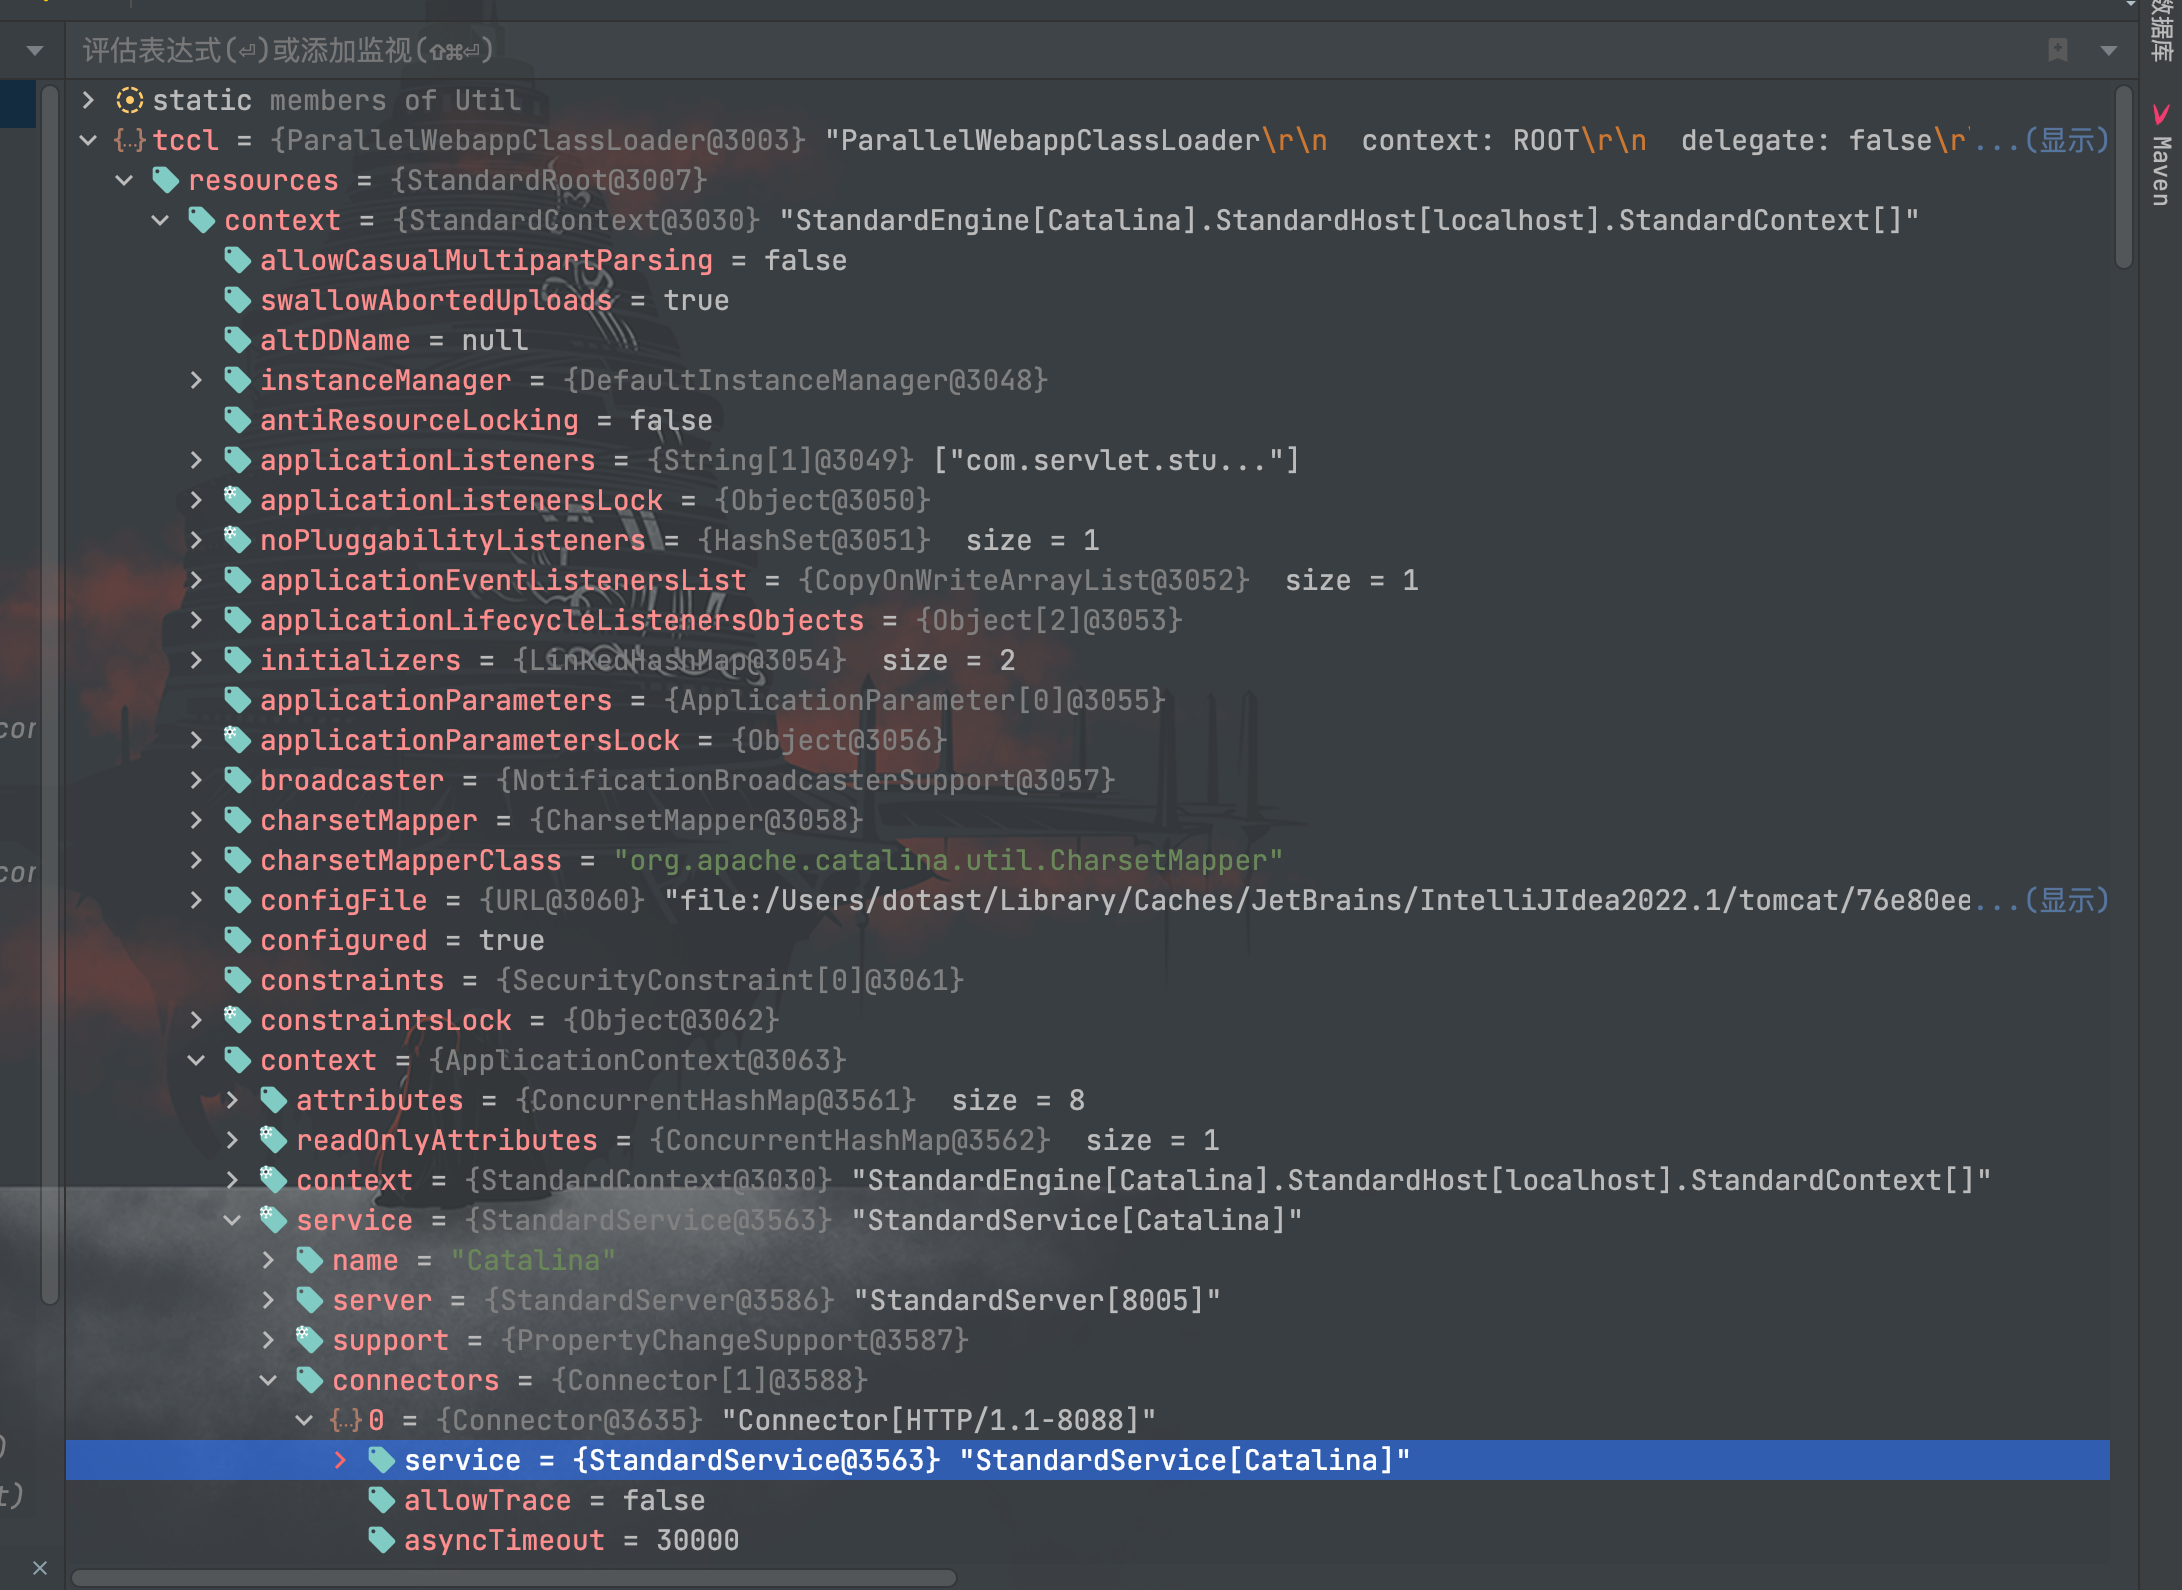 评估表达式(⏎)或添加监视(⇧⌘⏎)
数据库
Maven
static members of Util
tccl = {ParallelWebappClassLoader@3003} "ParallelWebappClassLoader\r\n  context: ROOT\r\n  delegate: false\r'...(显示)
resources = {StandardRoot@3007}
context = {StandardContext@3030} "StandardEngine[Catalina].StandardHost[localhost].StandardContext[]"
allowCasualMultipartParsing = false
swallowAbortedUploads = true
altDDName = null
instanceManager = {DefaultInstanceManager@3048}
antiResourceLocking = false
applicationListeners = {String[1]@3049} ["com.servlet.stu..."]
applicationListenersLock = {Object@3050}
noPluggabilityListeners = {HashSet@3051}  size = 1
applicationEventListenersList = {CopyOnWriteArrayList@3052}  size = 1
applicationLifecycleListenersObjects = {Object[2]@3053}
initializers = {LinkedHashMap@3054}  size = 2
applicationParameters = {ApplicationParameter[0]@3055}
applicationParametersLock = {Object@3056}
broadcaster = {NotificationBroadcasterSupport@3057}
charsetMapper = {CharsetMapper@3058}
charsetMapperClass = "org.apache.catalina.util.CharsetMapper"
configFile = {URL@3060} "file:/Users/dotast/Library/Caches/JetBrains/IntelliJIdea2022.1/tomcat/76e80ee...(显示)
configured = true
constraints = {SecurityConstraint[0]@3061}
constraintsLock = {Object@3062}
context = {ApplicationContext@3063}
attributes = {ConcurrentHashMap@3561}  size = 8
readOnlyAttributes = {ConcurrentHashMap@3562}  size = 1
context = {StandardContext@3030} "StandardEngine[Catalina].StandardHost[localhost].StandardContext[]"
service = {StandardService@3563} "StandardService[Catalina]"
name = "Catalina"
server = {StandardServer@3586} "StandardServer[8005]"
support = {PropertyChangeSupport@3587}
connectors = {Connector[1]@3588}
0 = {Connector@3635} "Connector[HTTP/1.1-8088]"
service = {StandardService@3563} "StandardService[Catalina]"
allowTrace = false
asyncTimeout = 30000